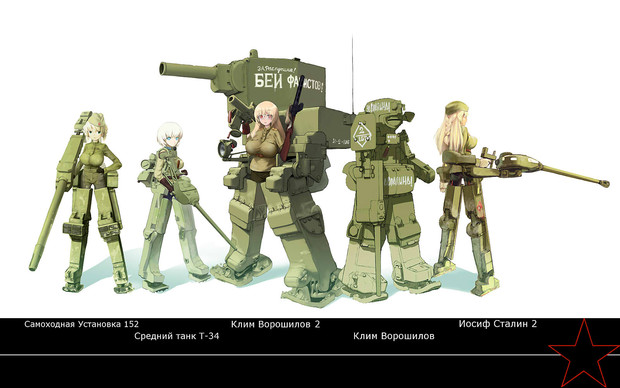 БЕЙ ФАШИСТОВ!
Самоходная Установка 152
Средний танк Т-34
Клим Ворошилов 2
Клим Ворошилов
Иосиф Сталин 2